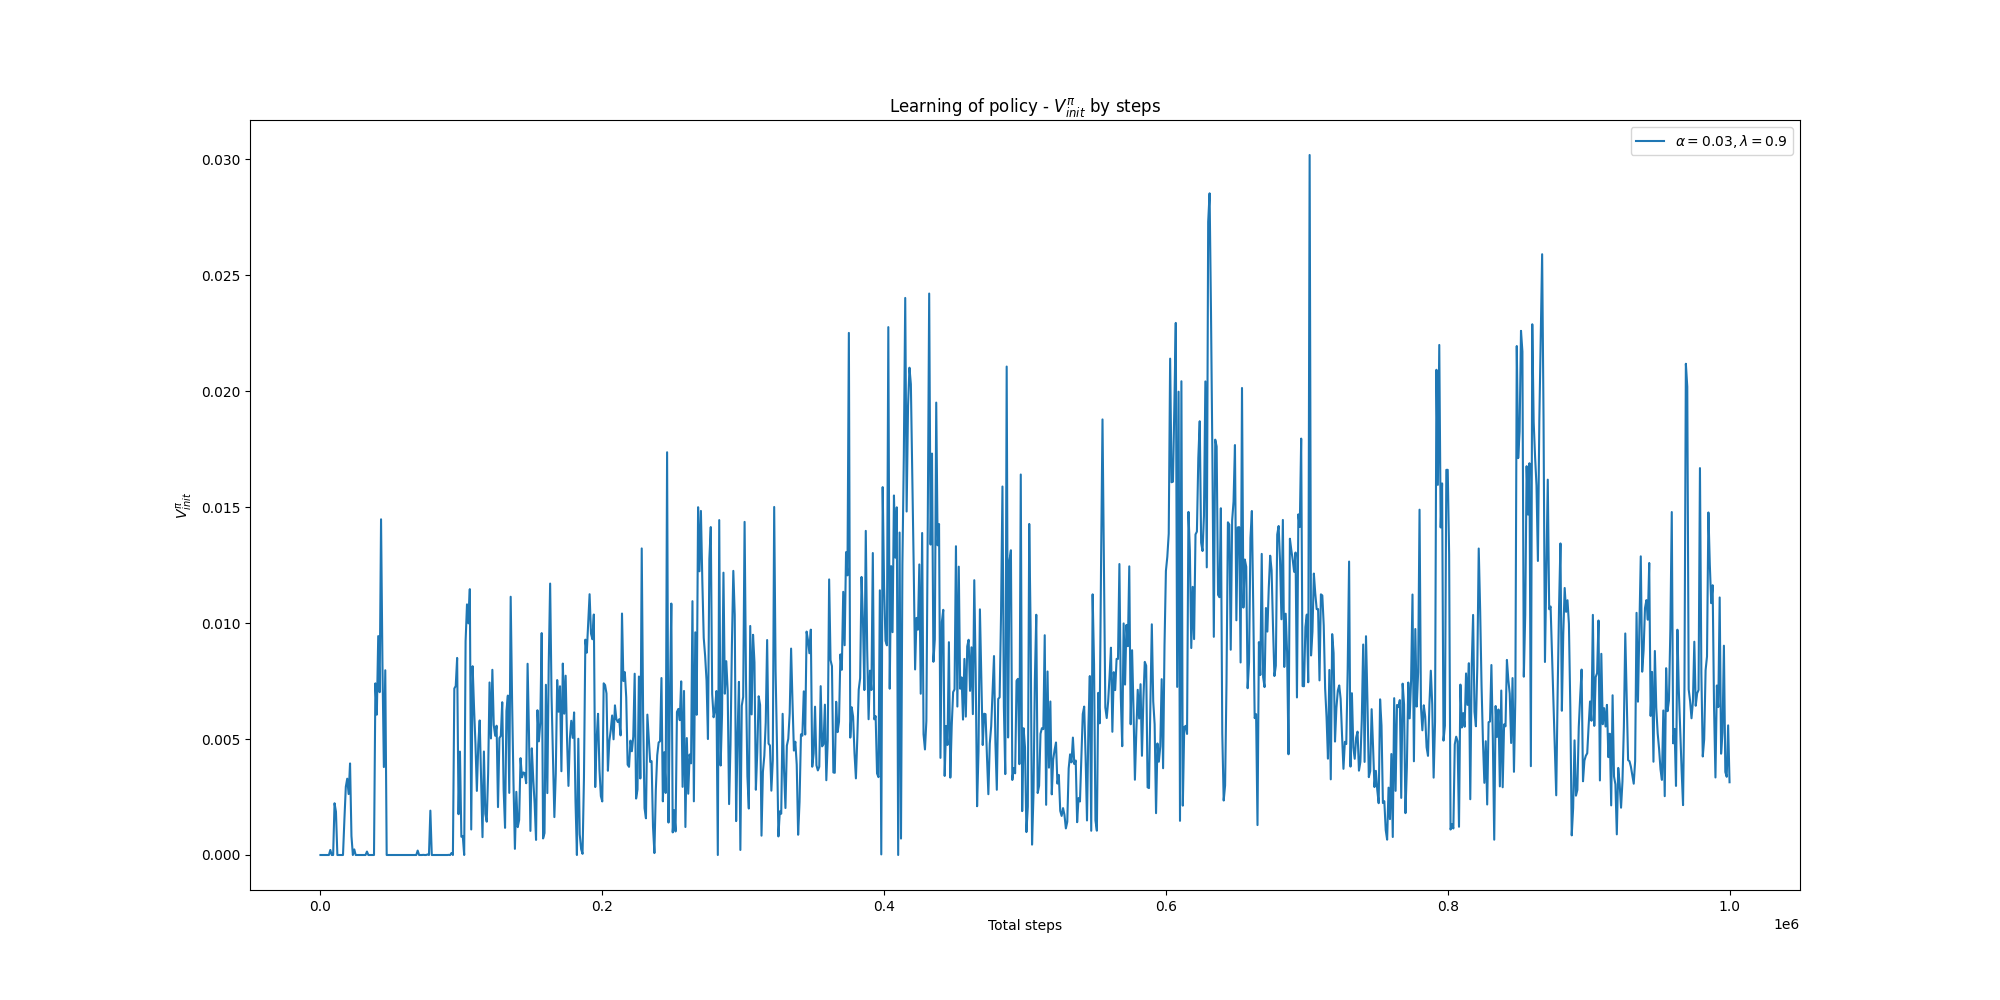 Learning of policy - $V^{\pi}_{init}$ by steps
α = 0.03, λ = 0.9
0.030
0.025
0.020
0.015
0.010
0.005
0.000
$V^{\pi}_{init}$
0.0 0.2 0.4 0.6 0.8 1.0
1e6
Total steps